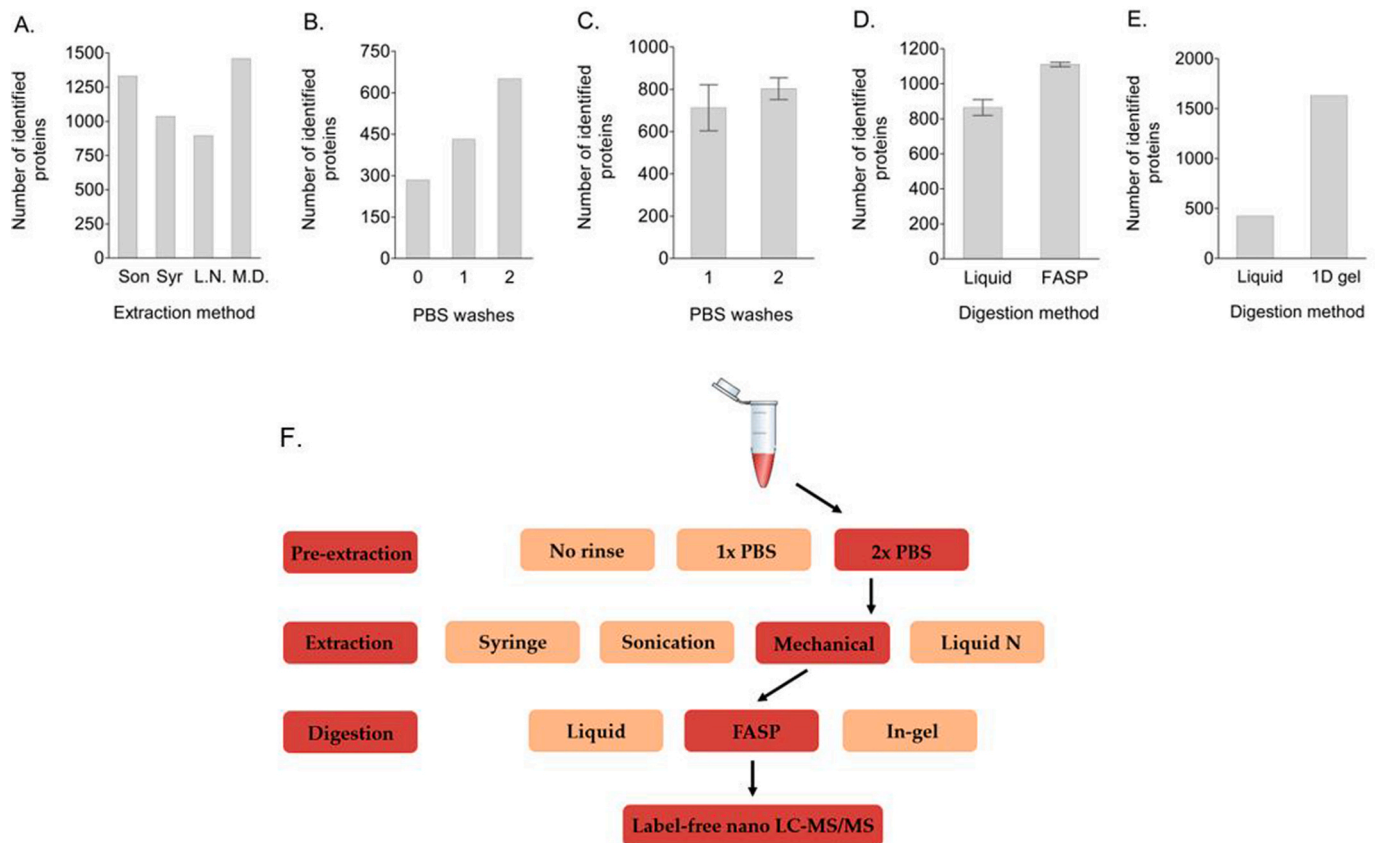 A.
Number of identified
proteins
1500
1250
1000
750
500
250
0
Son Syr L.N. M.D.
Extraction method
B.
Number of identified
proteins
750
600
450
300
150
0
0 1 2
PBS washes
C.
Number of identified
proteins
1000
800
600
400
200
0
1 2
PBS washes
D.
Number of identified
proteins
1200
1000
800
600
400
200
0
Liquid FASP
Digestion method
E.
Number of identified
proteins
2000
1500
1000
500
0
Liquid 1D gel
Digestion method
F.
Pre-extraction No rinse 1x PBS 2x PBS
Extraction Syringe Sonication Mechanical Liquid N
Digestion Liquid FASP In-gel
Label-free nano LC-MS/MS